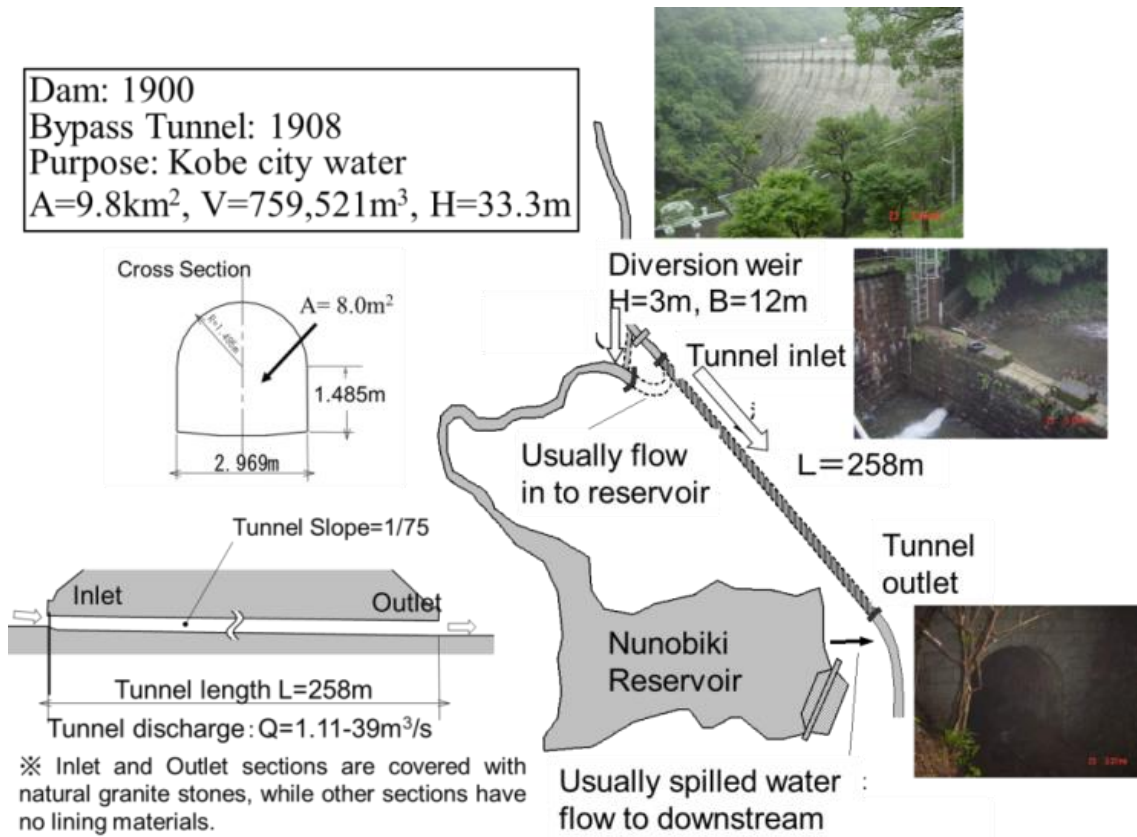 Dam: 1900
Bypass Tunnel: 1908
Purpose: Kobe city water
A=9.8km², V=759,521m³, H=33.3m
Cross Section
A= 8.0m²
1.485m
2.969m
Diversion weir
H=3m, B=12m
Tunnel inlet
Usually flow
in to reservoir
L＝258m
Tunnel Slope=1/75
Inlet
Outlet
Tunnel length L=258m
Tunnel discharge：Q=1.11-39m³/s
※ Inlet and Outlet sections are covered with
natural granite stones, while other sections have
no lining materials.
Tunnel
outlet
Nunobiki
Reservoir
Usually spilled water :
flow to downstream